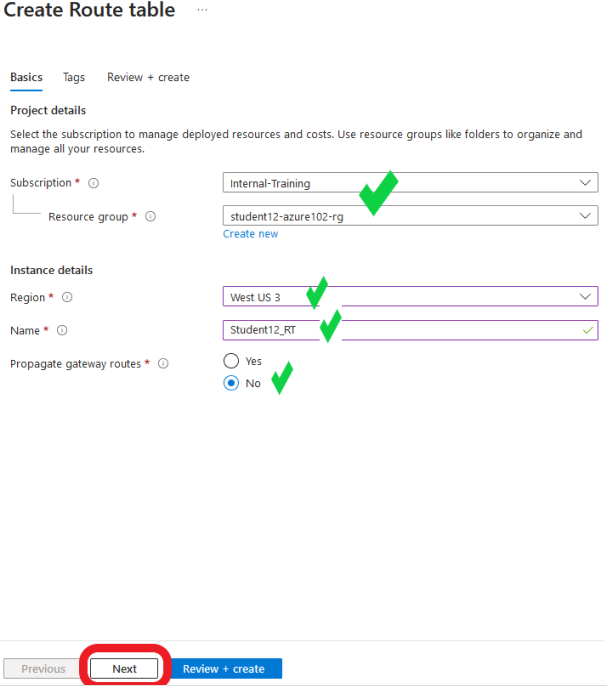 Create Route table ...
Basics Tags Review + create
Project details
Select the subscription to manage deployed resources and costs. Use resource groups like folders to organize and
manage all your resources.
Subscription *
Internal-Training
Resource group *
student12-azure102-rg
Create new
Instance details
Region *
West US 3
Name *
Student12_RT
Propagate gateway routes *
Yes
No
Previous Next Review + create